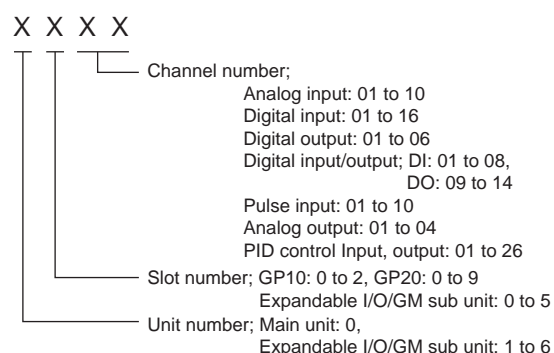 X X X X
Channel number;
Analog input: 01 to 10
Digital input: 01 to 16
Digital output: 01 to 06
Digital input/output; DI: 01 to 08,
DO: 09 to 14
Pulse input: 01 to 10
Analog output: 01 to 04
PID control Input, output: 01 to 26
Slot number; GP10: 0 to 2, GP20: 0 to 9
Expandable I/O/GM sub unit: 0 to 5
Unit number; Main unit: 0,
Expandable I/O/GM sub unit: 1 to 6